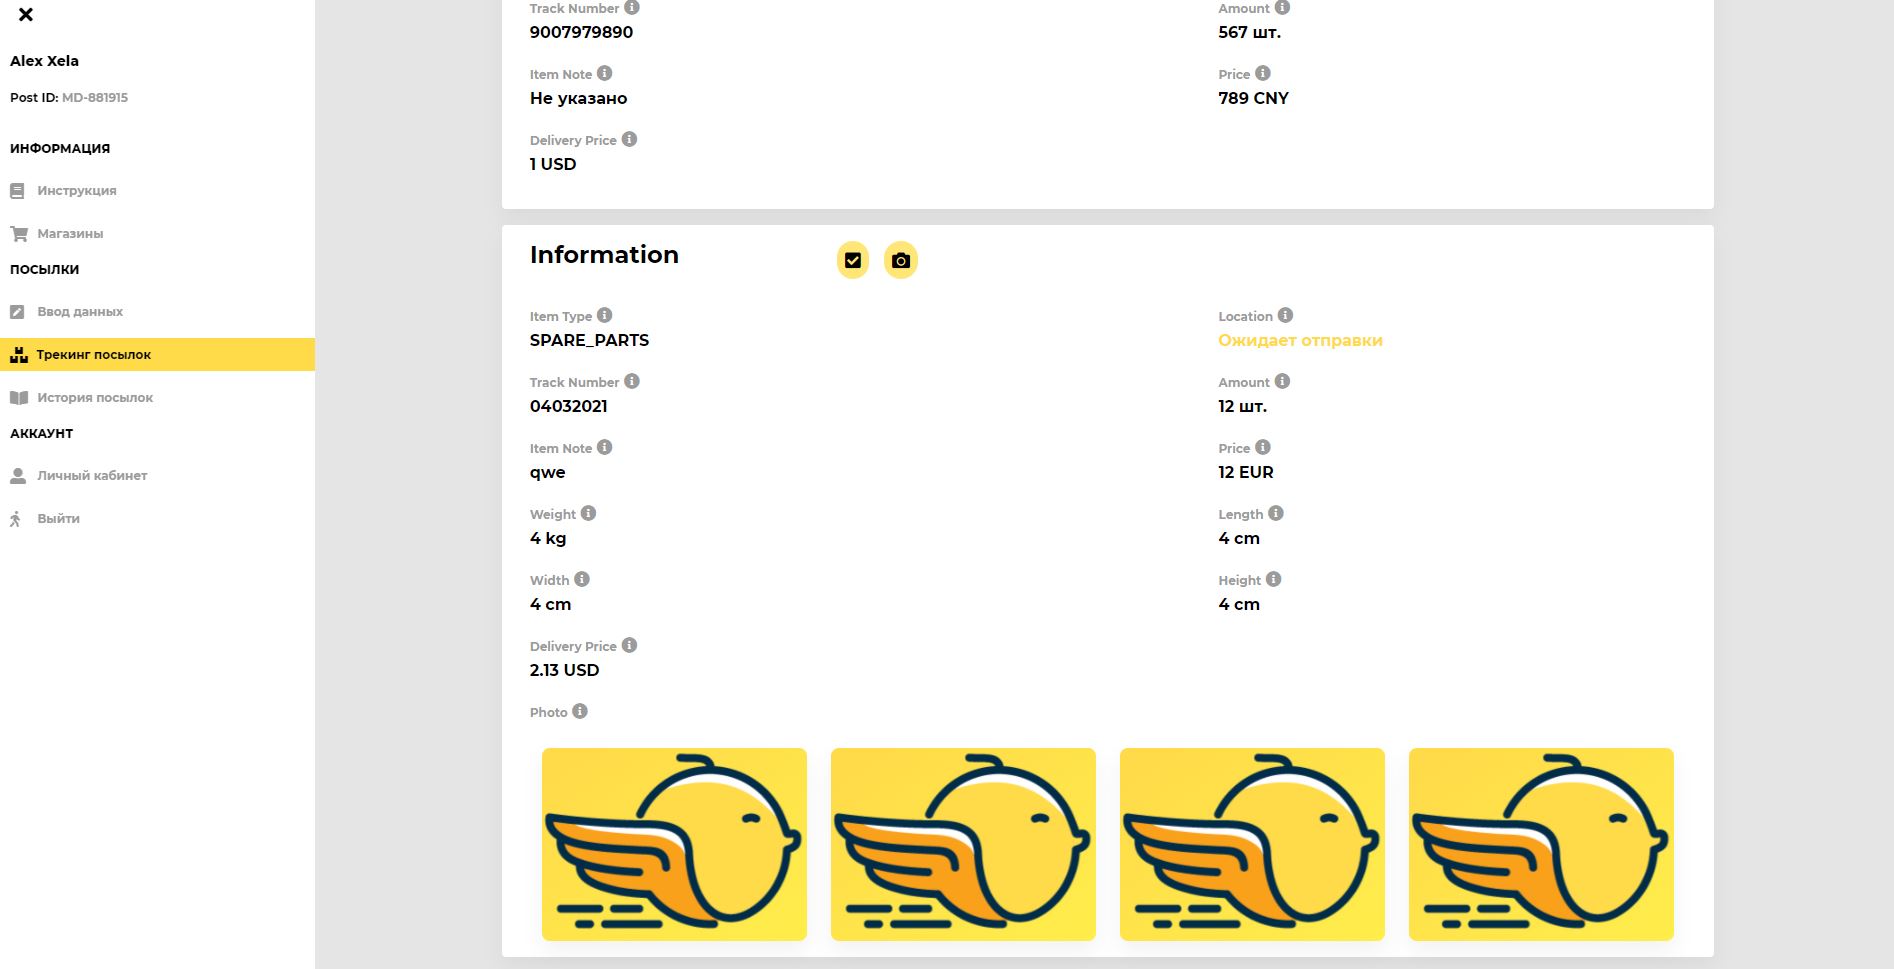 Alex Xela
Post ID: MD-881915
ИНФОРМАЦИЯ
Инструкция
Магазины
ПОСЫЛКИ
Ввод данных
Трекинг посылок
История посылок
АККАУНТ
Личный кабинет
Выйти
Track Number
9007979890
Amount
567 шт.
Item Note
Не указано
Price
789 CNY
Delivery Price
1 USD
Information
Item Type
SPARE_PARTS
Location
Ожидает отправки
Track Number
04032021
Amount
12 шт.
Item Note
qwe
Price
12 EUR
Weight
4 kg
Length
4 cm
Width
4 cm
Height
4 cm
Delivery Price
2.13 USD
Photo